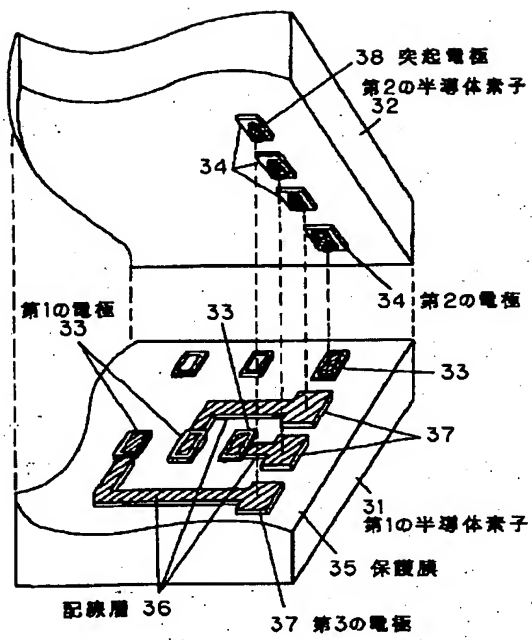 38 突起電極
第2の半導体素子
32
34
34 第2の電極
第1の電極
33
33
33
37
31
第1の半導体素子
35 保護膜
配線層 36
37 第3の電極